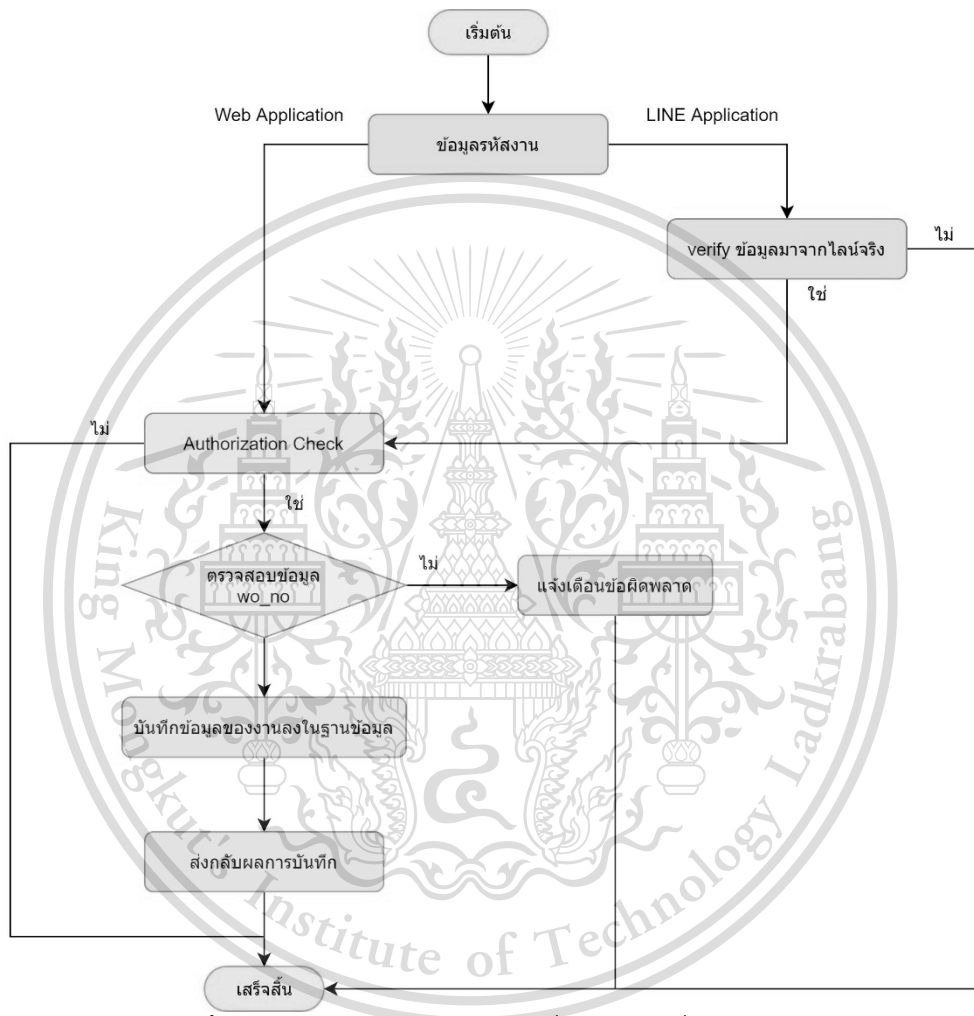 เริ่มต้น
Web Application
LINE Application
ข้อมูลรหัสงาน
verify ข้อมูลมาจากไลน์จริง
ไม่
ใช่
ไม่
Authorization Check
ใช่
ตรวจสอบข้อมูล
wo_no
ไม่
แจ้งเตือนข้อผิดพลาด
บันทึกข้อมูลของงานลงในฐานข้อมูล
ส่งกลับผลการบันทึก
เสร็จสิ้น
King Mongkut's Institute of Technology Ladkrabang